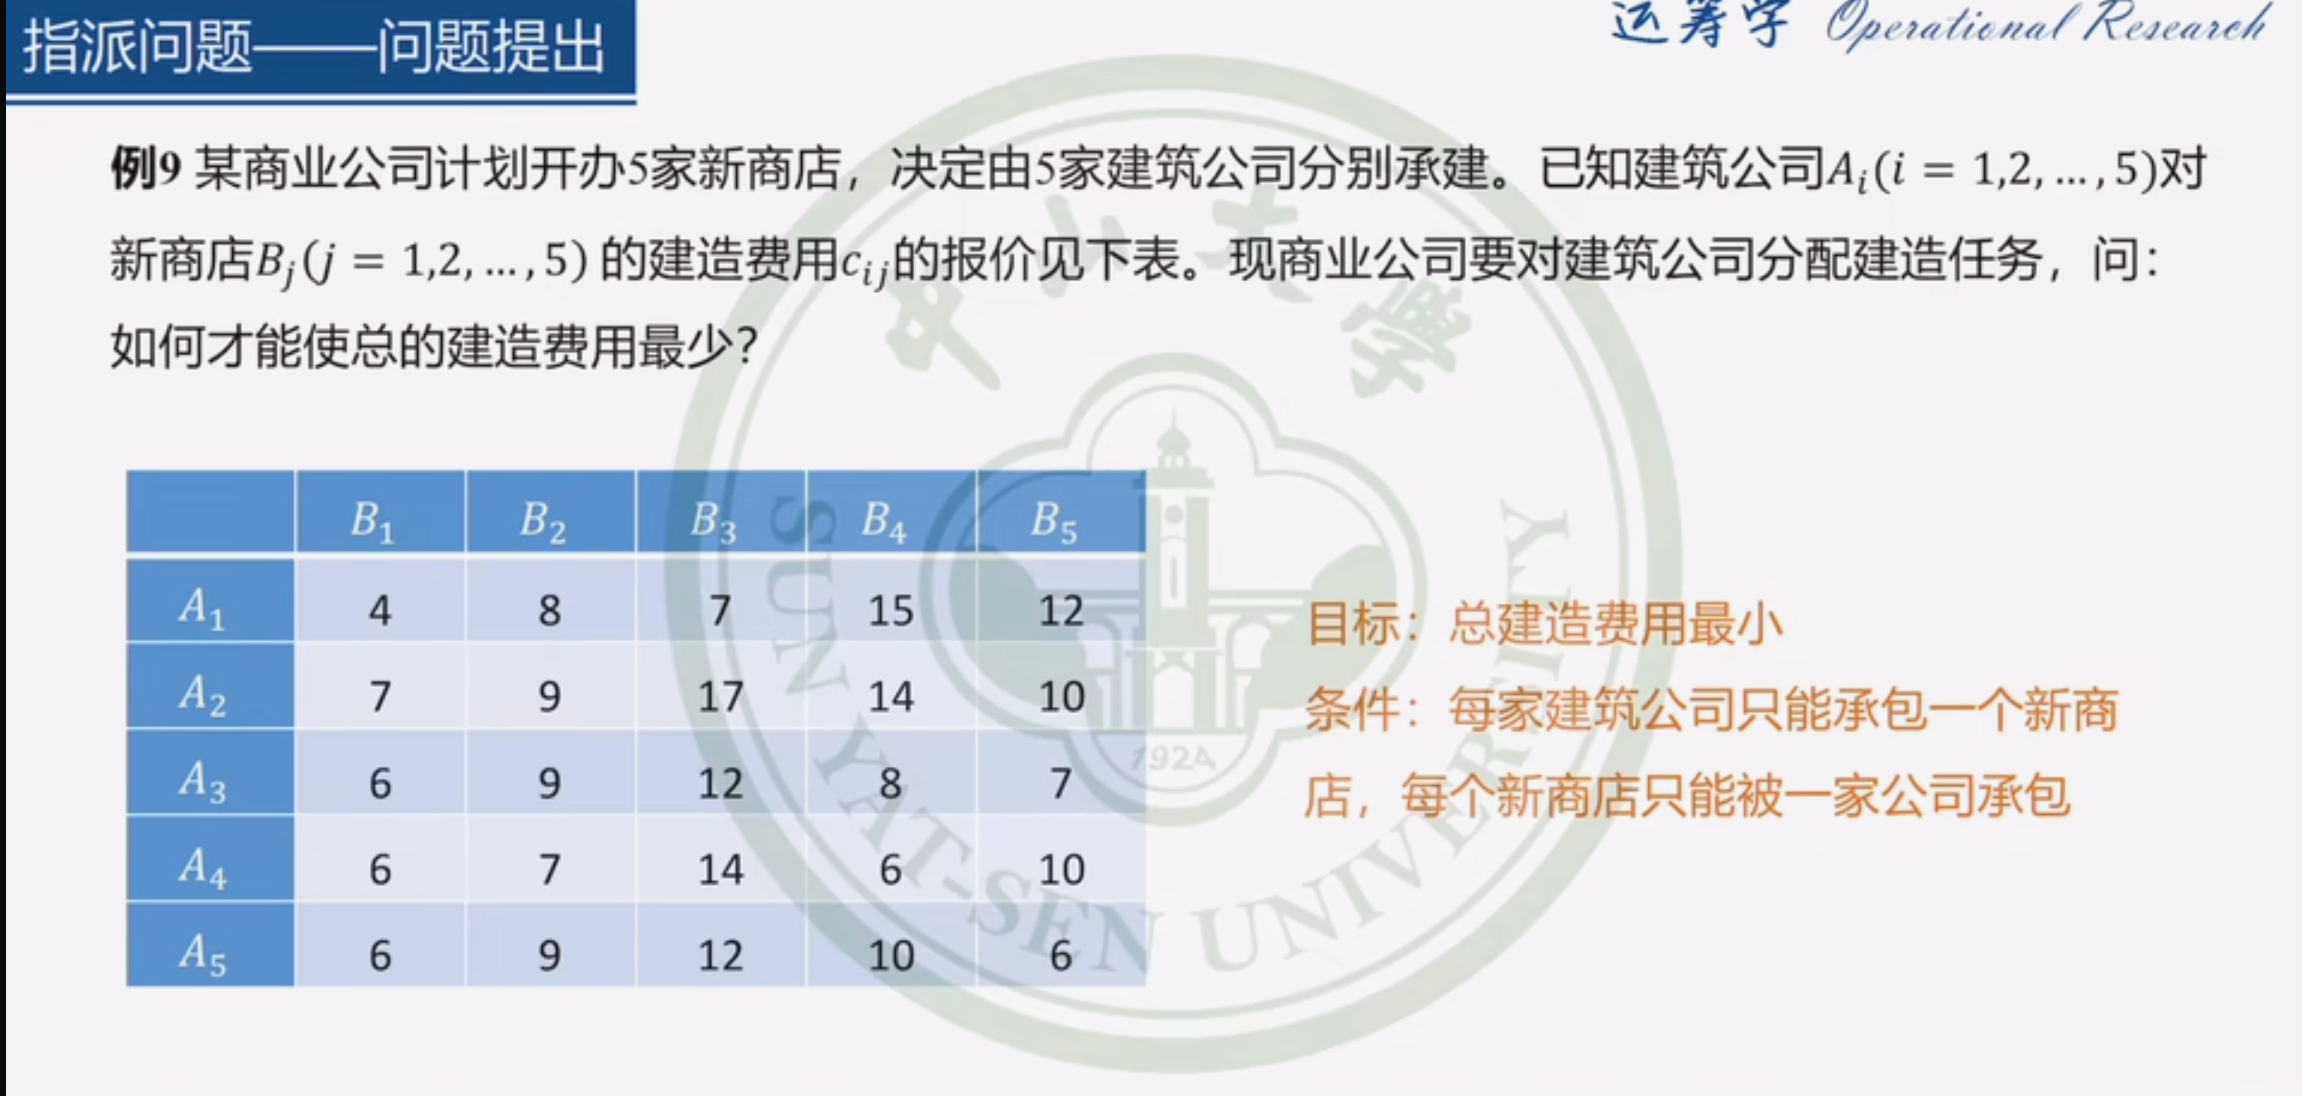 指派问题——问题提出
运筹学 Operational Research
例9 某商业公司计划开办5家新商店，决定由5家建筑公司分别承建。已知建筑公司A_i(i = 1,2, … , 5)对
新商店B_j(j = 1,2, … , 5) 的建造费用c_{ij}的报价见下表。现商业公司要对建筑公司分配建造任务，问：
如何才能使总的建造费用最少？
B_1 B_2 B_3 B_4 B_5
A_1 4 8 7 15 12
A_2 7 9 17 14 10
A_3 6 9 12 8 7
A_4 6 7 14 6 10
A_5 6 9 12 10 6
目标：总建造费用最小
条件：每家建筑公司只能承包一个新商
店，每个新商店只能被一家公司承包
中山大學
1924
SUN YAT-SEN UNIVERSITY